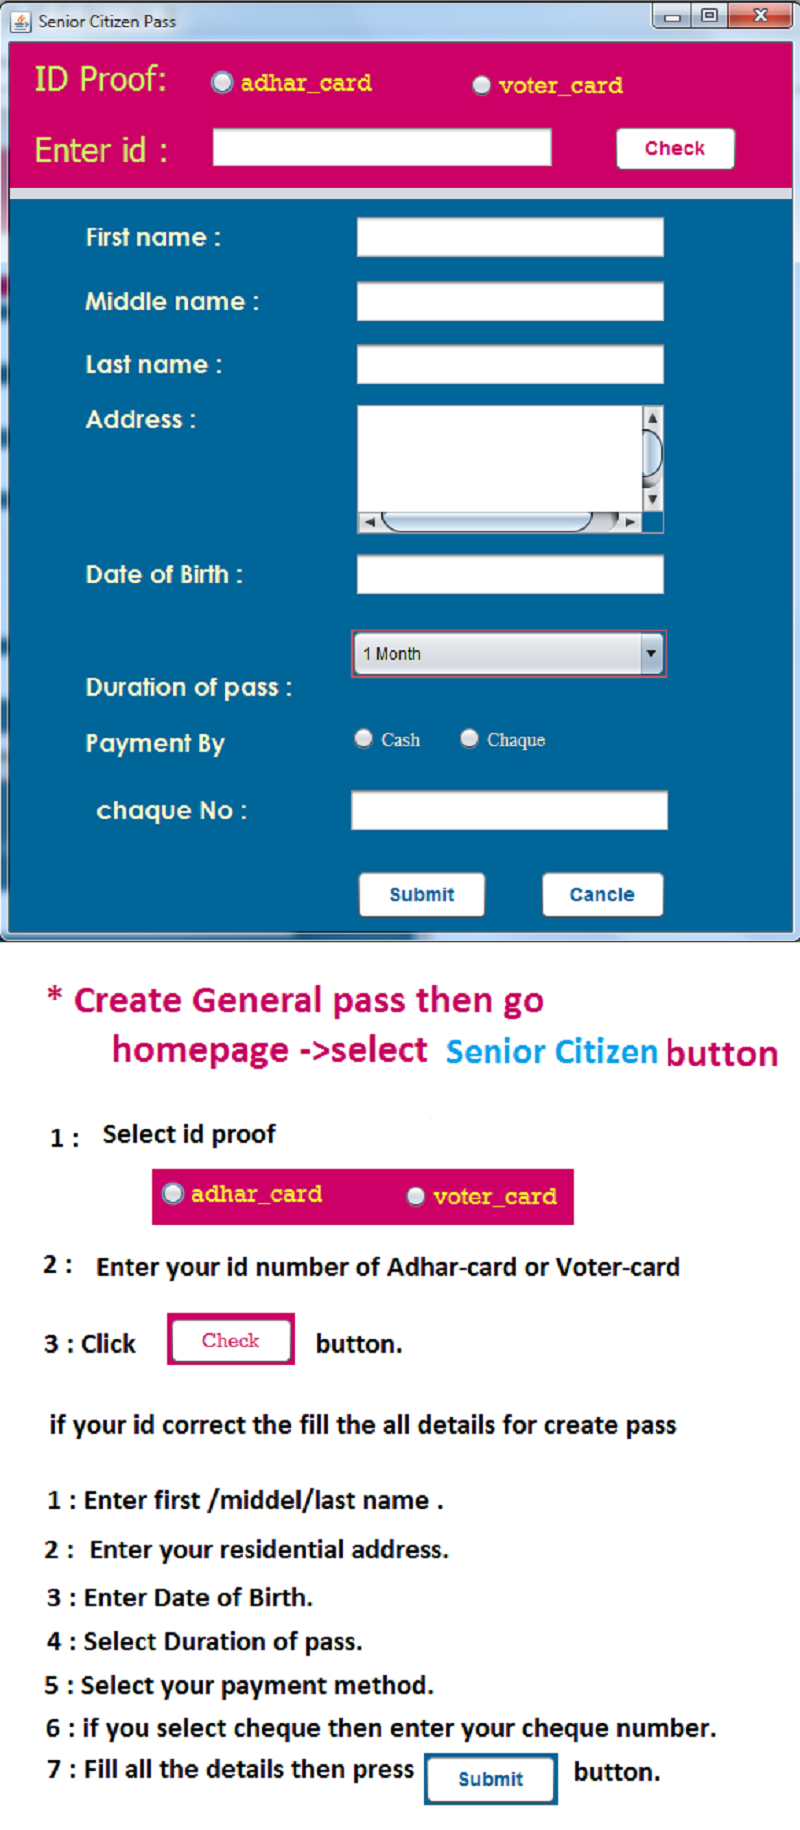 Senior Citizen Pass
ID Proof: adhar_card voter_card
Enter id : Check
First name :
Middle name :
Last name :
Address :
Date of Birth :
1 Month
Duration of pass :
Payment By Cash Chaque
chaque No :
Submit Cancle
* Create General pass then go
homepage ->select Senior Citizen button
1 : Select id proof
adhar_card voter_card
2 : Enter your id number of Adhar-card or Voter-card
3 : Click Check button.
if your id correct the fill the all details for create pass
1 : Enter first /middel/last name .
2 : Enter your residential address.
3 : Enter Date of Birth.
4 : Select Duration of pass.
5 : Select your payment method.
6 : if you select cheque then enter your cheque number.
7 : Fill all the details then press Submit button.